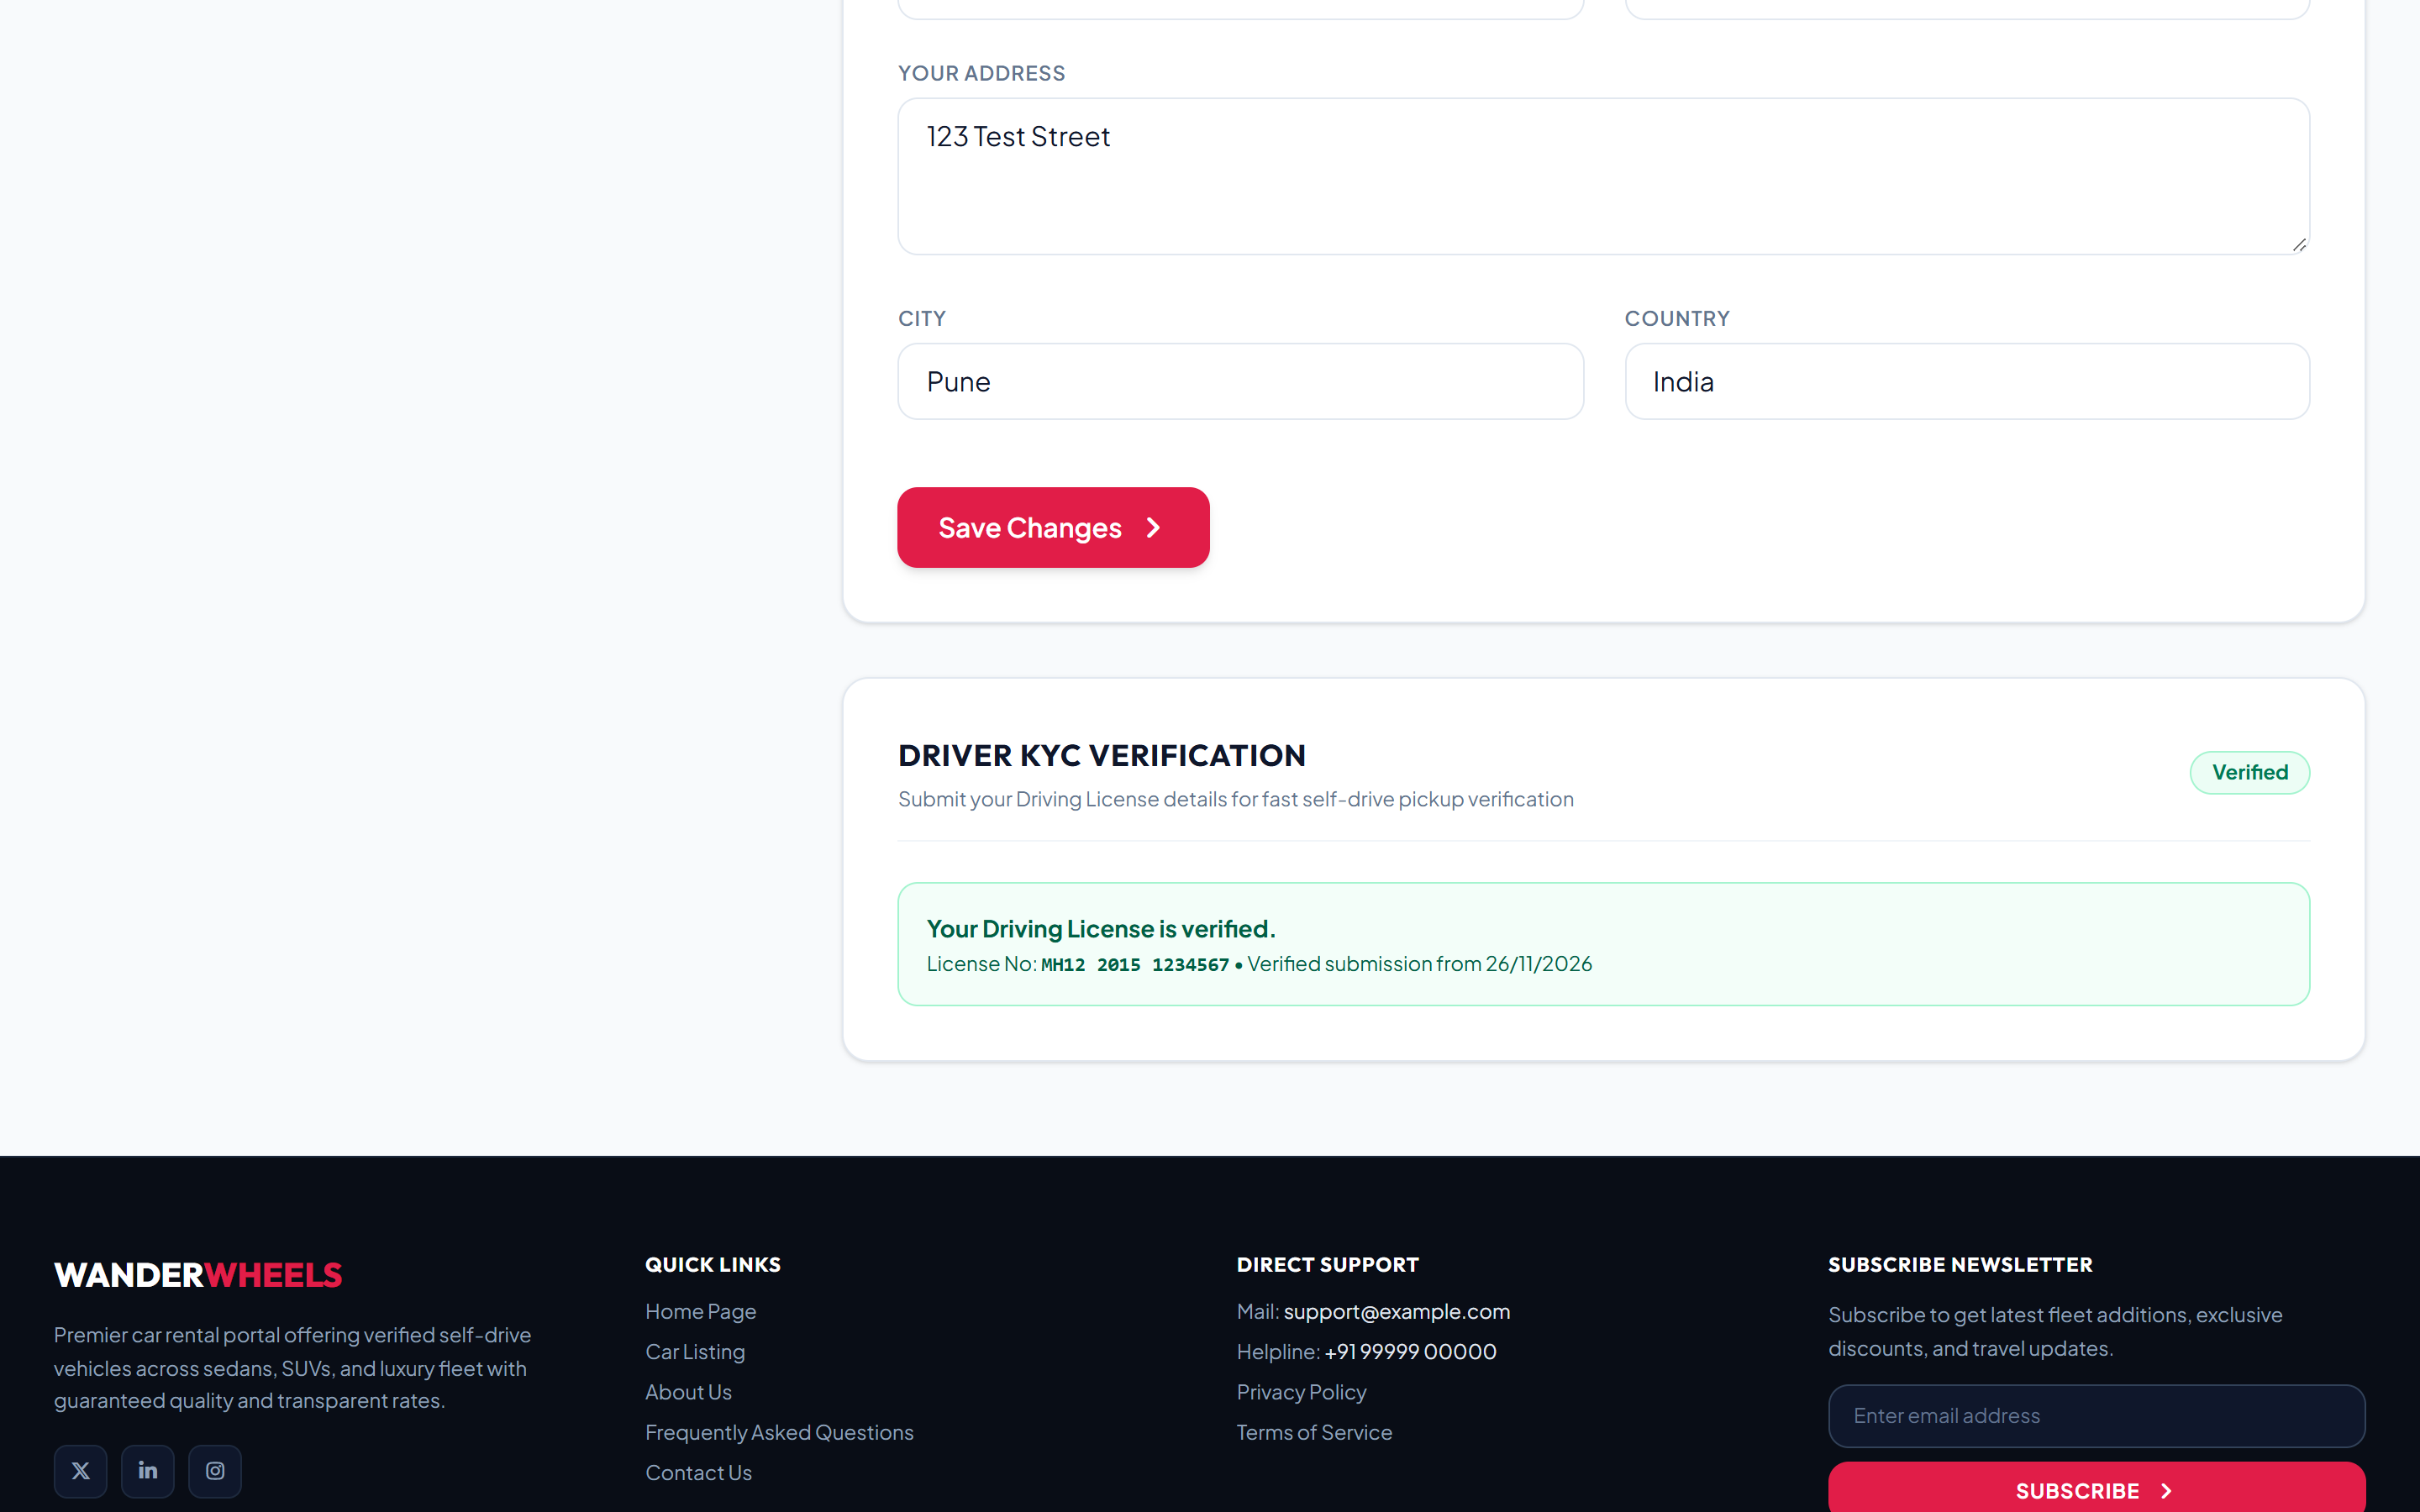 YOUR ADDRESS
123 Test Street
CITY
COUNTRY
Pune
India
Save Changes
DRIVER KYC VERIFICATION
Submit your Driving License details for fast self-drive pickup verification
Verified
Your Driving License is verified.
License No: MH12 2015 1234567 • Verified submission from 26/11/2026
WANDERWHEELS
Premier car rental portal offering verified self-drive
vehicles across sedans, SUVs, and luxury fleet with
guaranteed quality and transparent rates.
QUICK LINKS
Home Page
Car Listing
About Us
Frequently Asked Questions
Contact Us
DIRECT SUPPORT
Mail: support@example.com
Helpline: +91 99999 00000
Privacy Policy
Terms of Service
SUBSCRIBE NEWSLETTER
Subscribe to get latest fleet additions, exclusive
discounts, and travel updates.
Enter email address
SUBSCRIBE